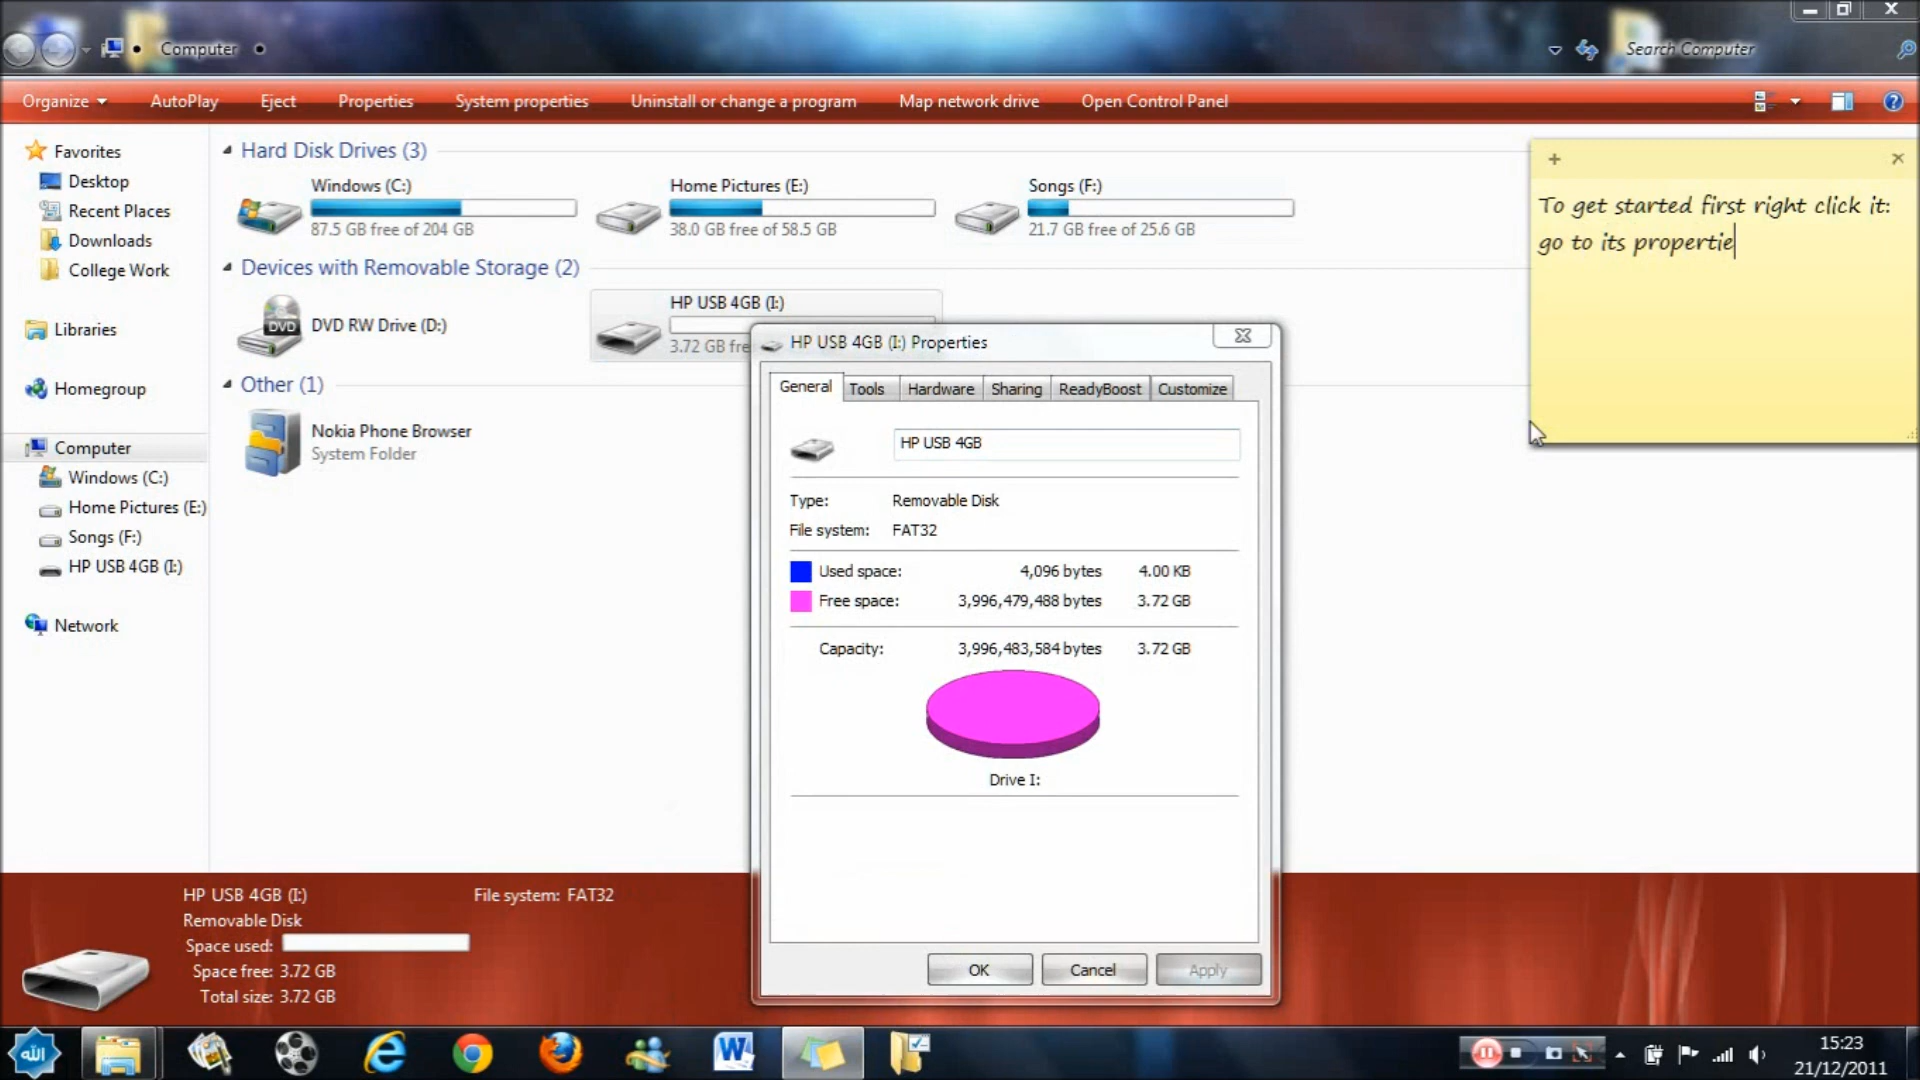 Computer
Search Computer
Organize
AutoPlay
Eject
Properties
System properties
Uninstall or change a program
Map network drive
Open Control Panel
Favorites
Desktop
Recent Places
Downloads
College Work
Libraries
Homegroup
Computer
Windows (C:)
Home Pictures (E:)
Songs (F:)
HP USB 4GB (I:)
Network
Hard Disk Drives (3)
Windows (C:)
87.5 GB free of 204 GB
Home Pictures (E:)
38.0 GB free of 58.5 GB
Songs (F:)
21.7 GB free of 25.6 GB
Devices with Removable Storage (2)
DVD
DVD RW Drive (D:)
HP USB 4GB (I:)
3.72 GB fre
Other (1)
Nokia Phone Browser
System Folder
To get started first right click it:
go to its propertie
HP USB 4GB (I:) Properties
General
Tools
Hardware
Sharing
ReadyBoost
Customize
HP USB 4GB
Type: Removable Disk
File system: FAT32
Used space: 4,096 bytes 4.00 KB
Free space: 3,996,479,488 bytes 3.72 GB
Capacity: 3,996,483,584 bytes 3.72 GB
Drive I:
OK
Cancel
Apply
HP USB 4GB (I:)
File system: FAT32
Removable Disk
Space used:
Space free: 3.72 GB
Total size: 3.72 GB
الله
W
15:23
21/12/2011